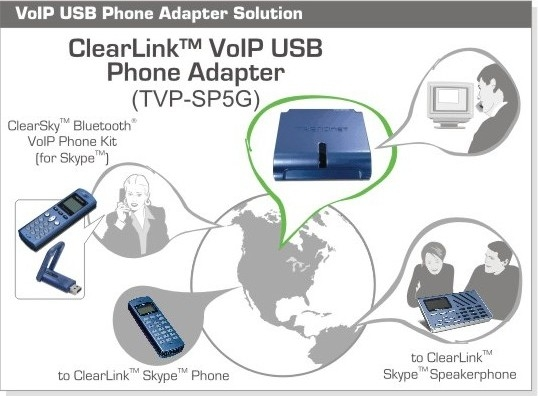 VoIP USB Phone Adapter Solution
ClearLink™ VoIP USB
Phone Adapter
(TVP-SP5G)
ClearSky™ Bluetooth®
VoIP Phone Kit
(for Skype™)
to ClearLink™ Skype™ Phone
to ClearLink™
Skype™ Speakerphone